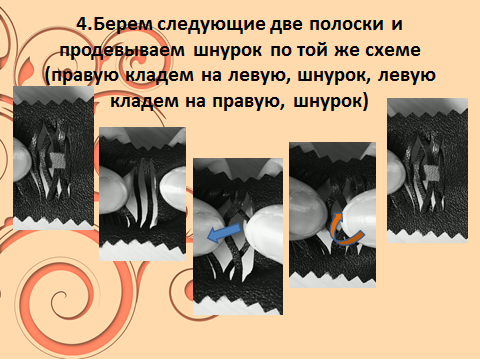 4.Берем следующие две полоски и
продеваем шнурок по той же схеме
(правую кладем на левую, шнурок, левую
кладем на правую, шнурок)